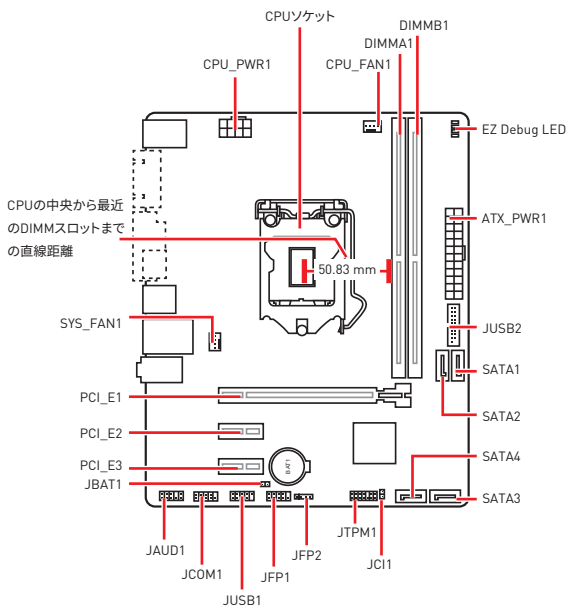 CPUソケット
DIMMB1
DIMMA1
CPU_PWR1
CPU_FAN1
EZ Debug LED
CPUの中央から最近
のDIMMスロットまで
の直線距離
ATX_PWR1
50.83 mm
SYS_FAN1
JUSB2
SATA1
PCI_E1
SATA2
PCI_E2
PCI_E3
BAT1
SATA4
JBAT1
SATA3
JAUD1
JCOM1
JUSB1
JFP1
JFP2
JTPM1
JCI1